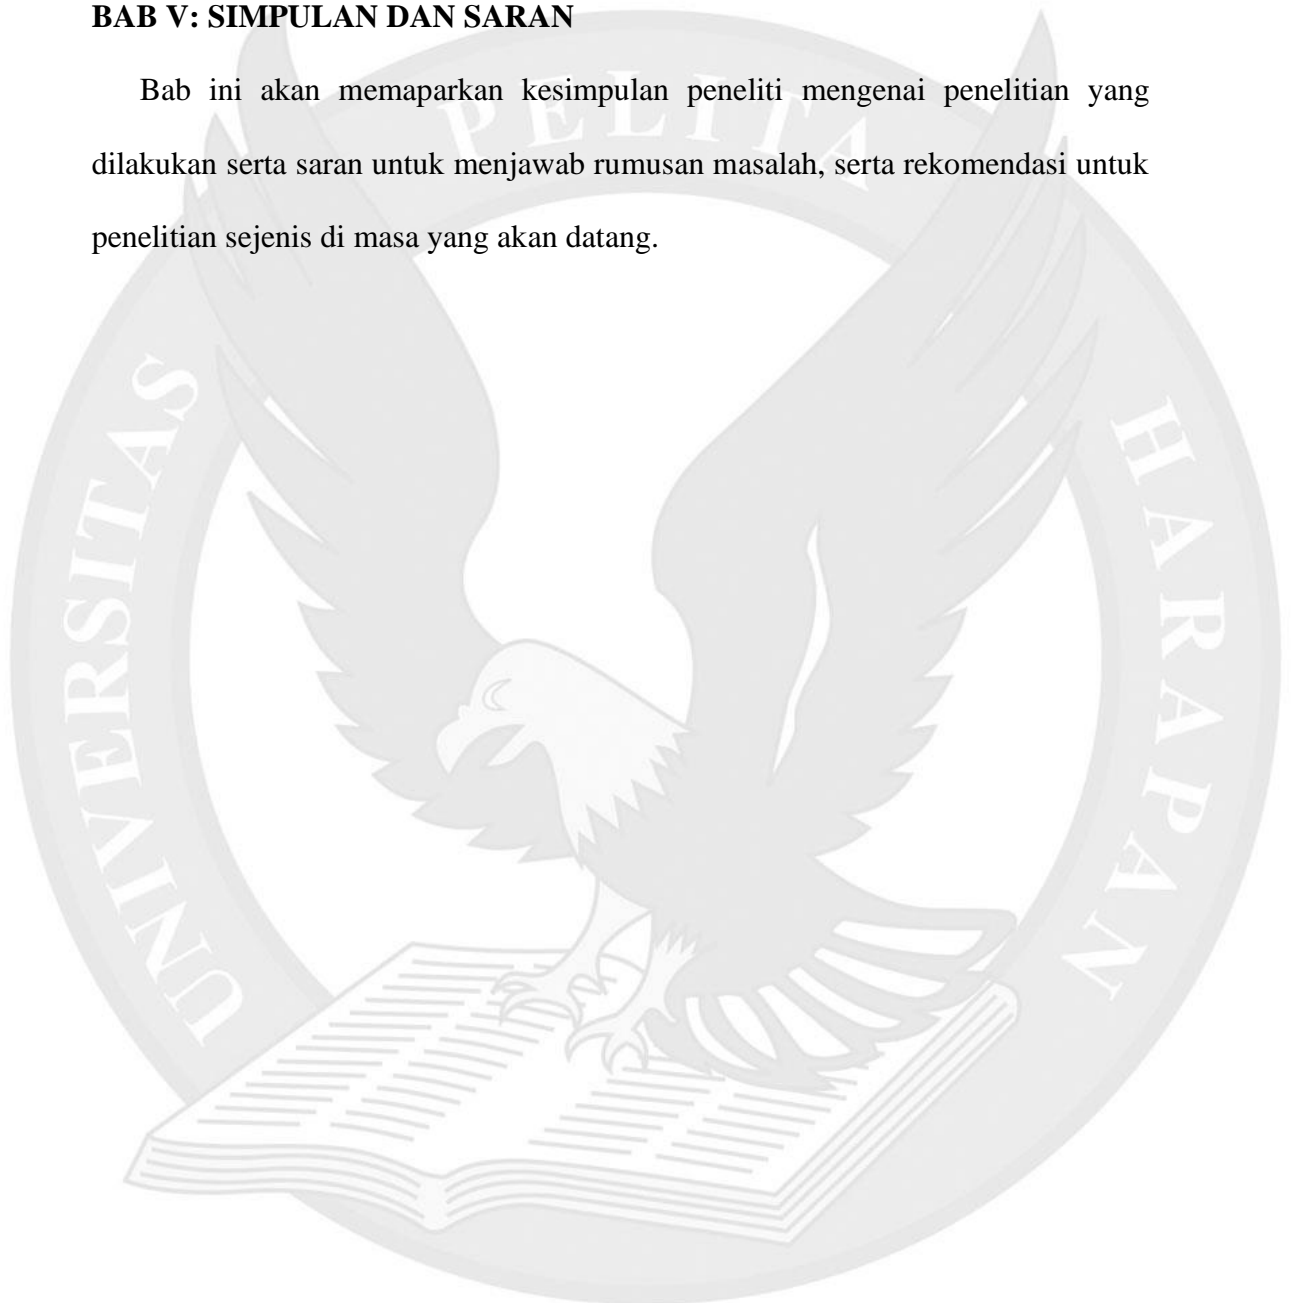 BAB V: SIMPULAN DAN SARAN
Bab ini akan memaparkan kesimpulan peneliti mengenai penelitian yang
dilakukan serta saran untuk menjawab rumusan masalah, serta rekomendasi untuk
penelitian sejenis di masa yang akan datang.
UNIVERSITAS PELITA HARAPAN